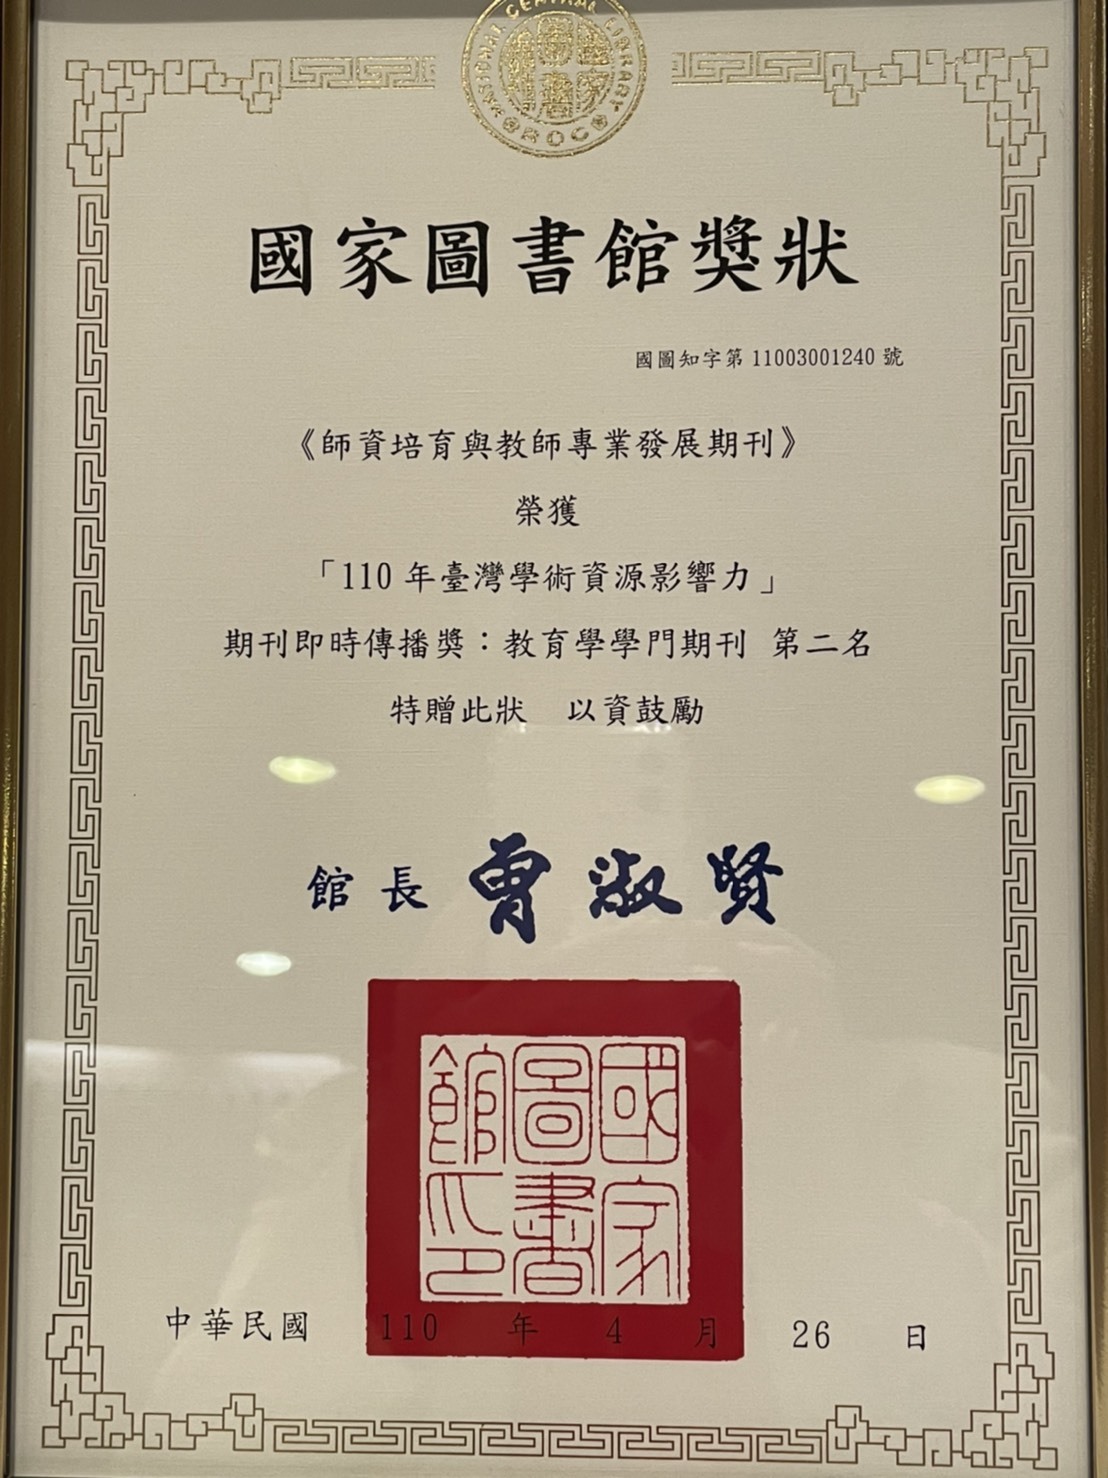 NATIONAL CENTRAL LIBRARY
ROC
國家圖書館獎狀
國圖知字第 11003001240 號
《師資培育與教師專業發展期刊》
榮獲
「110 年臺灣學術資源影響力」
期刊即時傳播獎：教育學學門期刊 第二名
特贈此狀 以資鼓勵
館長 曾淑賢
國家圖書館印
中華民國 110 年 4 月 26 日